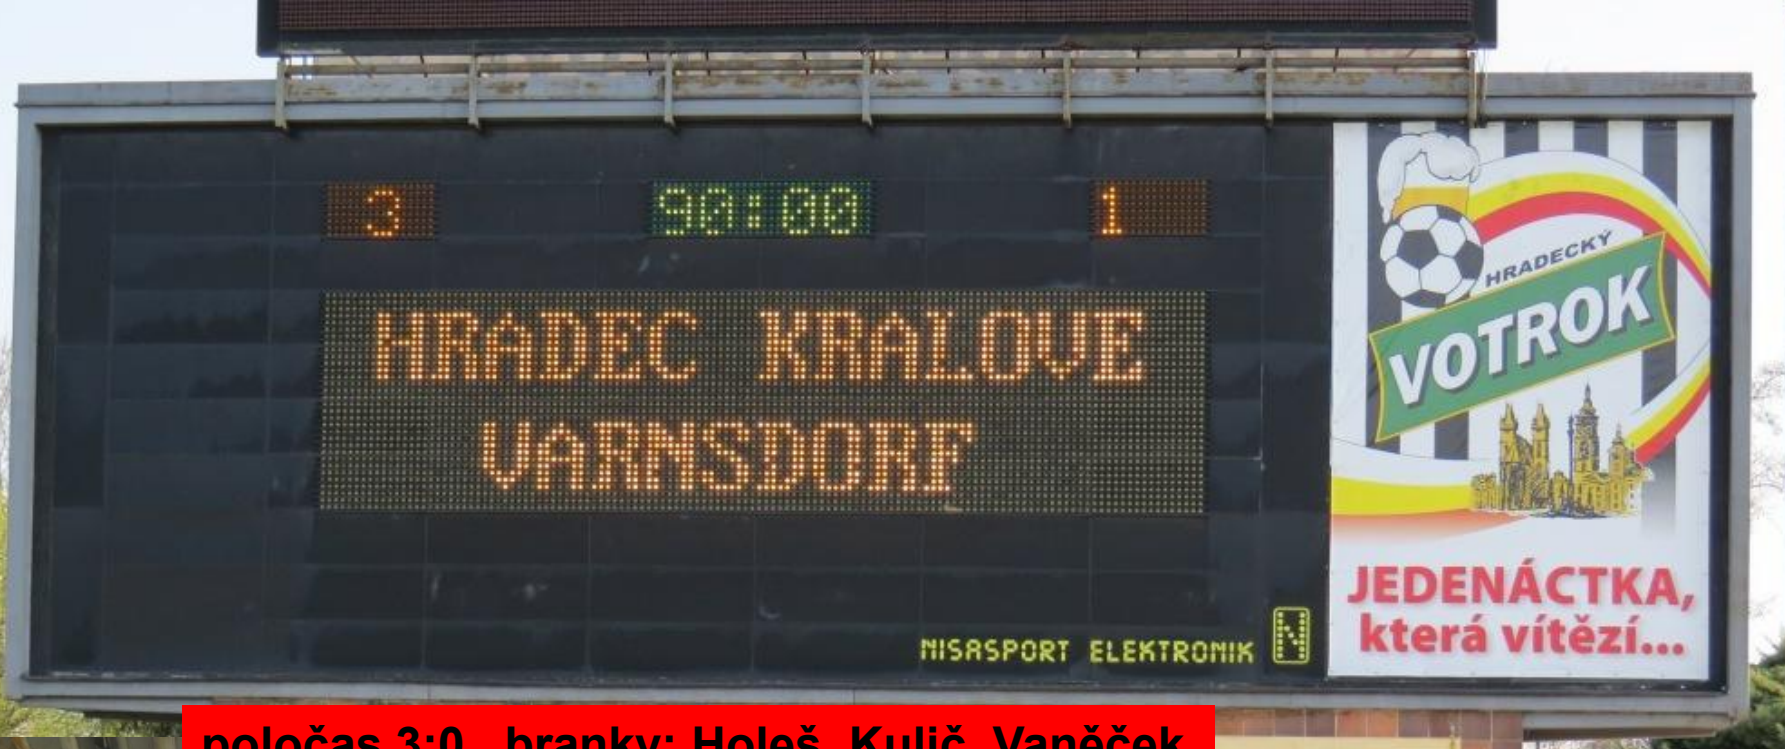 3 90:00 1
HRADEC KRALOVE
VARNSDORF
NISASPORT ELEKTRONIK N
HRADECKÝ
VOTROK
JEDENÁCTKA,
která vítězí...
poločas 3:0, branky: Holeš, Kulič, Vaněček